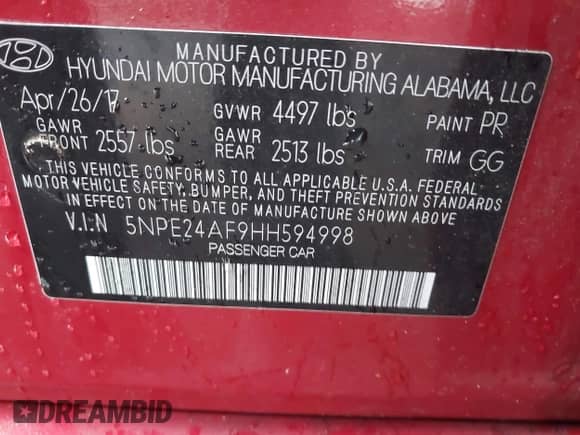 MANUFACTURED BY
HYUNDAI MOTOR MANUFACTURING ALABAMA, LLC
Apr/26/17 GVWR 4497 lbs PAINT PR
GAWR FRONT 2557 lbs GAWR REAR 2513 lbs TRIM GG
THIS VEHICLE CONFORMS TO ALL APPLICABLE U.S.A. FEDERAL
MOTOR VEHICLE SAFETY, BUMPER, AND THEFT PREVENTION STANDARDS
IN EFFECT ON THE DATE OF MANUFACTURE SHOWN ABOVE.
V.I.N 5NPE24AF9HH594998
PASSENGER CAR
DREAMBID